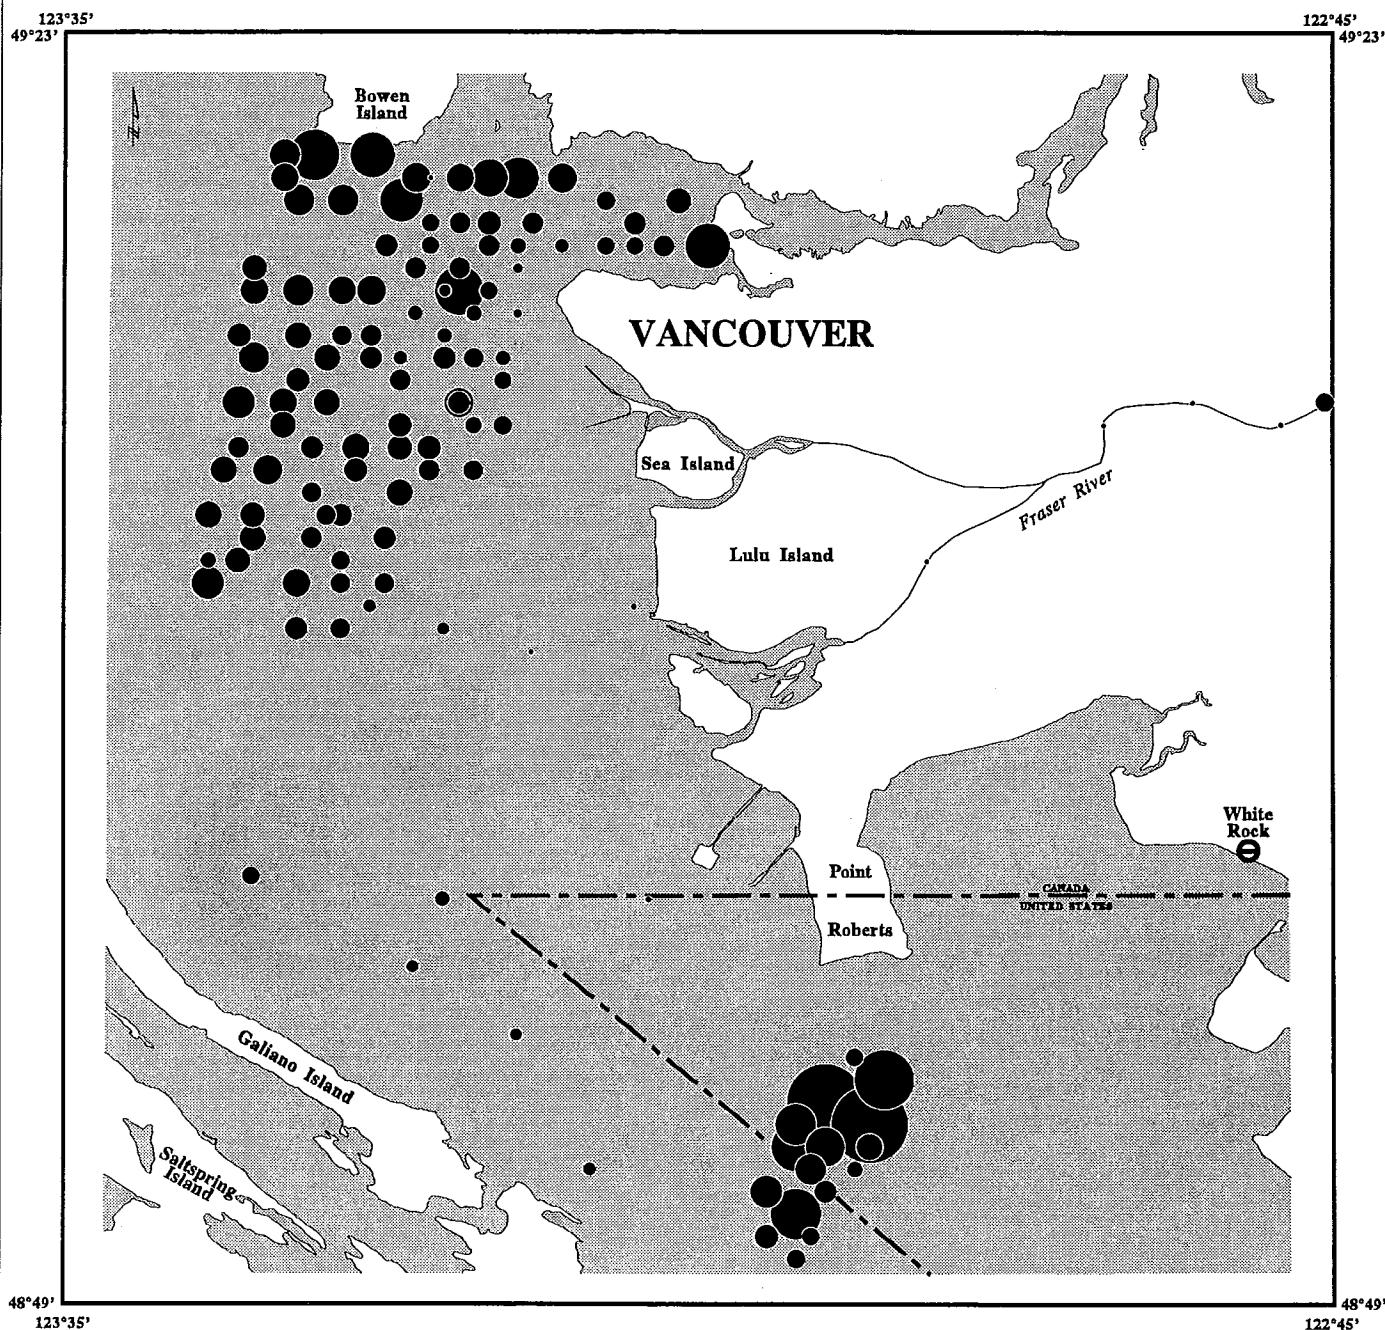 123°35'
122°45'
49°23'
49°23'
Bowen
Island
N
VANCOUVER
Sea Island
Fraser River
Lulu Island
White
Rock
Point
CANADA
UNITED STATES
Roberts
Galiano Island
Saltspring
Island
48°49'
48°49'
123°35'
122°45'